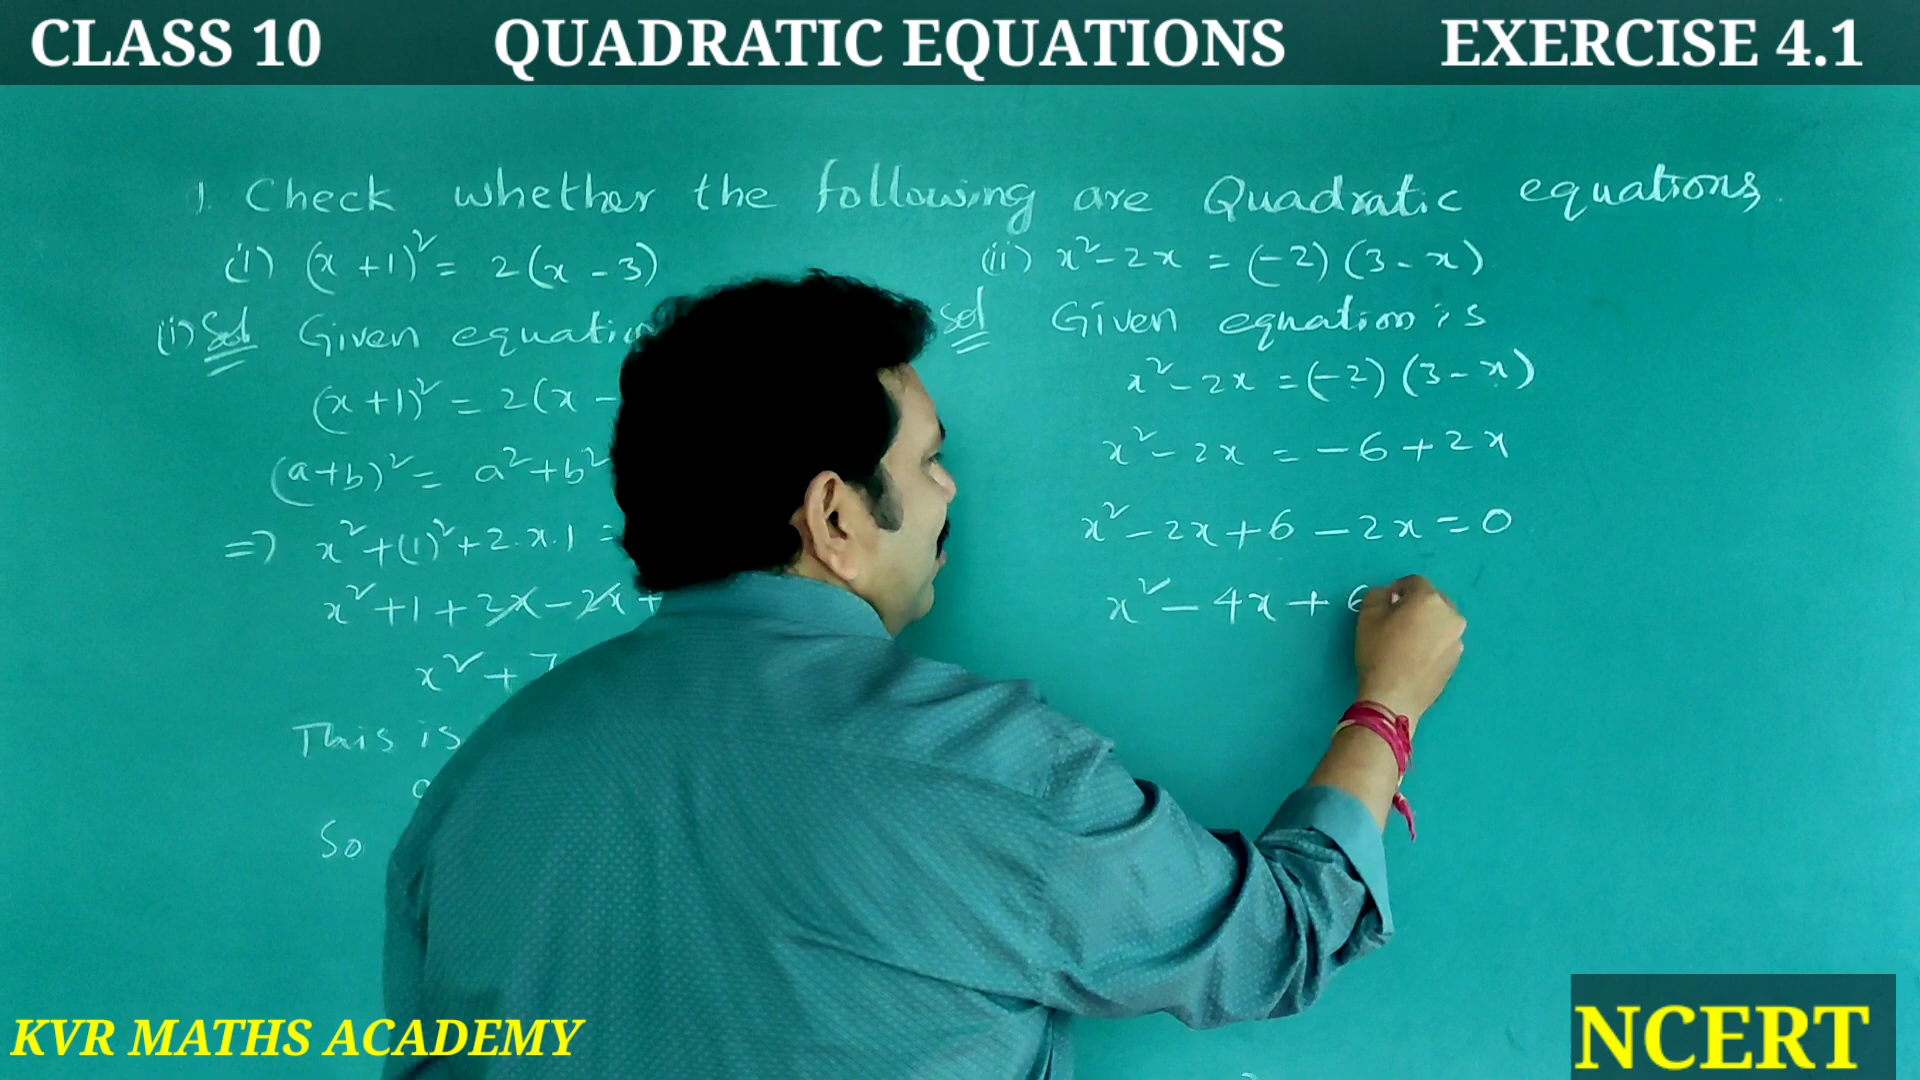 CLASS 10 QUADRATIC EQUATIONS EXERCISE 4.1
1. Check whether the following are Quadratic equations.
(i) (x+1)² = 2(x-3)
(ii) x²-2x = (-2)(3-x)
(i) Sol Given equation
(x+1)² = 2(x-
(a+b)² = a²+b²
=> x²+(1)²+2.x.1 =
x²+1+2x-2x+
x²+7
This is
So
Sol Given equation is
x²-2x = (-2)(3-x)
x²-2x = -6+2x
x²-2x+6-2x=0
x²-4x+6
KVR MATHS ACADEMY
NCERT